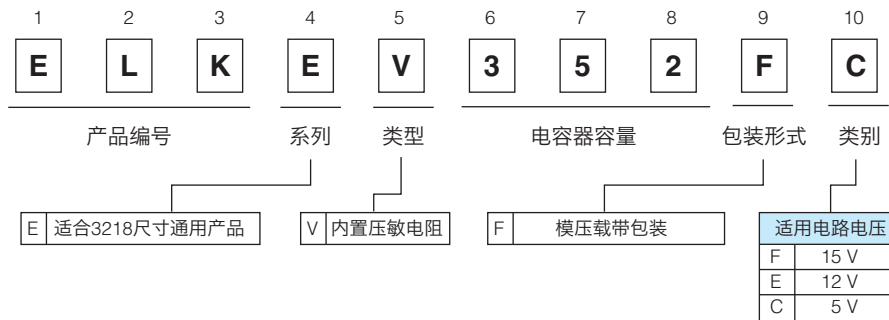 1 2 3 4 5 6 7 8 9 10
E L K E V 3 5 2 F C
产品编号 系列 类型 电容器容量 包装形式 类别
E 适合3218尺寸通用产品 V 内置压敏电阻 F 模压载带包装 适用电路电压
F 15 V
E 12 V
C 5 V